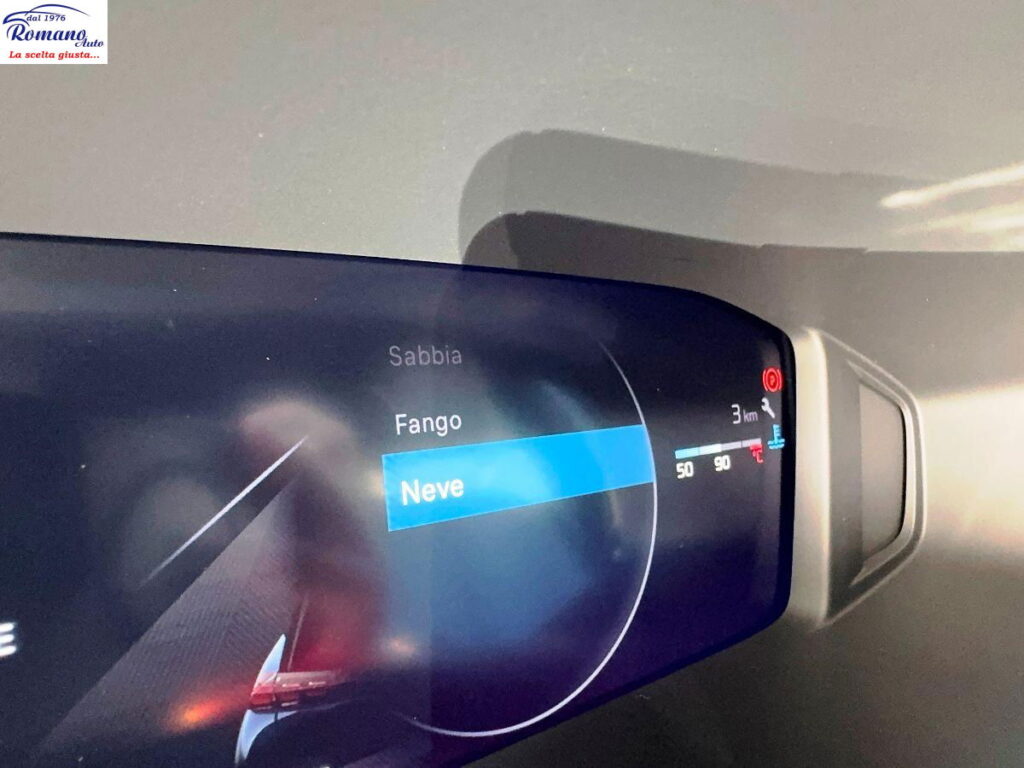 dal 1976
Romano
Auto
La scelta giusta...
Sabbia
Fango
Neve
3 km
50 90 °C
P
E